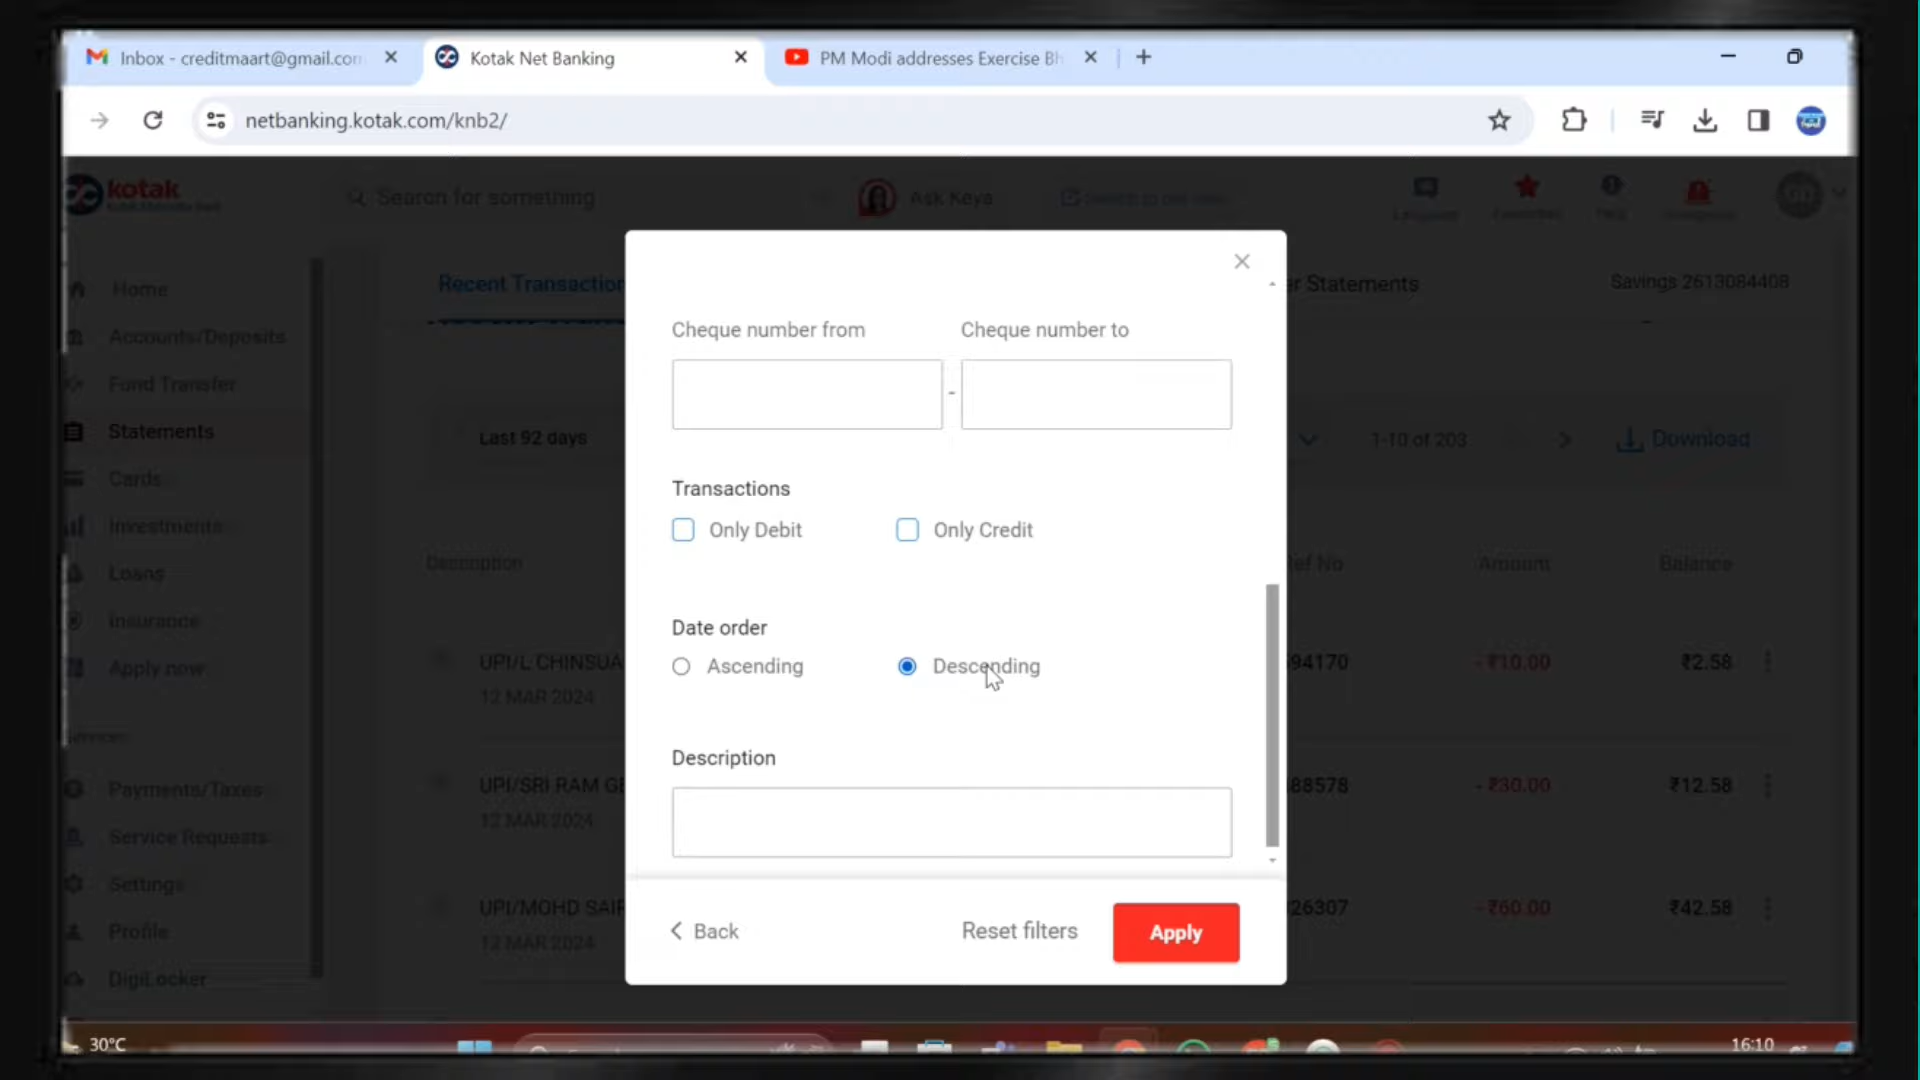 Inbox - creditmaart@gmail.com
Kotak Net Banking
PM Modi addresses Exercise Bh
netbanking.kotak.com/knb2/
kotak
Search for something
Ask Keya
Recent Transaction
r Statements
Savings 2613084408
Home
Accounts/Deposits
Fund Transfer
Statements
Cards
Investments
Loans
Insurance
Apply now
Payments/Taxes
Service Requests
Settings
Profile
DigiLocker
Last 92 days
1-10 of 203
Download
Description
ef No
Amount
Balance
UPI/L CHINSUA
12 MAR 2024
94170
- ₹10.00
₹2.58
UPI/SRI RAM GE
12 MAR 2024
88578
- ₹30.00
₹12.58
UPI/MOHD SAIF
12 MAR 2024
26307
- ₹60.00
₹42.58
Cheque number from
Cheque number to
-
Transactions
Only Debit
Only Credit
Date order
Ascending
Descending
Description
Back
Reset filters
Apply
30°C
16:10